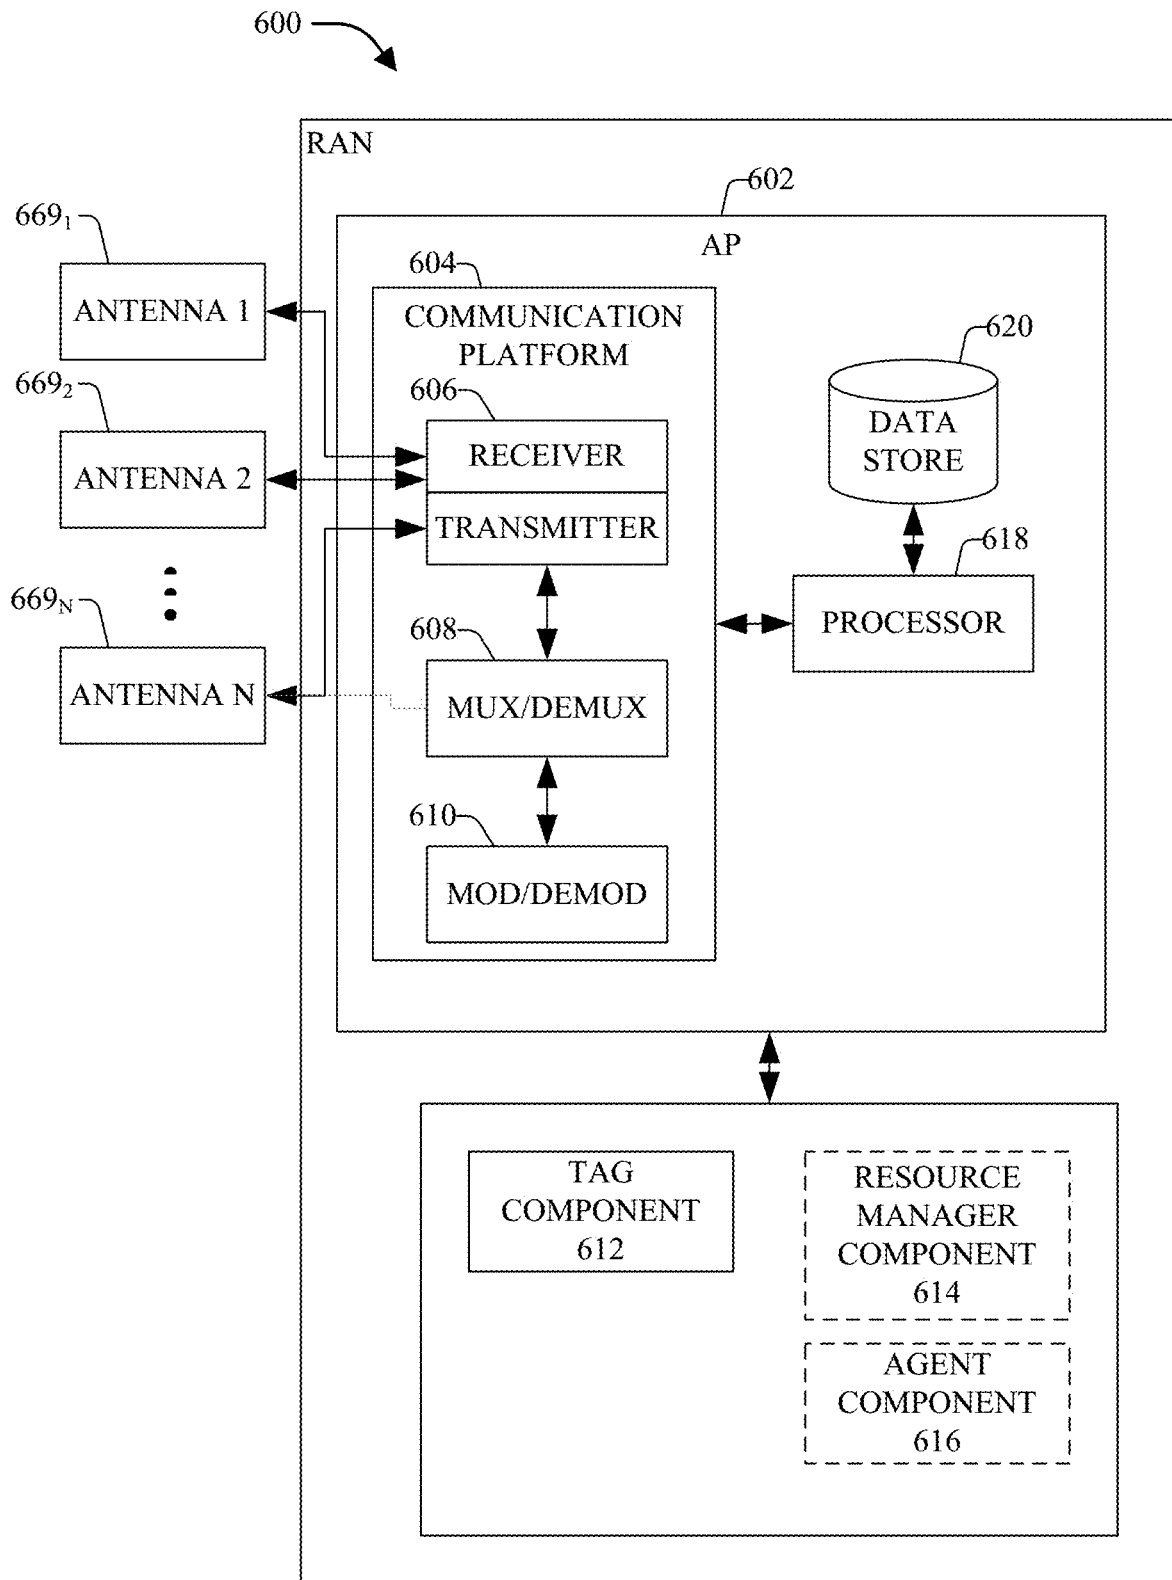 600
RAN
602
AP
669₁
ANTENNA 1
604
COMMUNICATION
PLATFORM
620
DATA
STORE
669₂
ANTENNA 2
606
RECEIVER
TRANSMITTER
618
PROCESSOR
669ₙ
ANTENNA N
608
MUX/DEMUX
610
MOD/DEMOD
TAG
COMPONENT
612
RESOURCE
MANAGER
COMPONENT
614
AGENT
COMPONENT
616